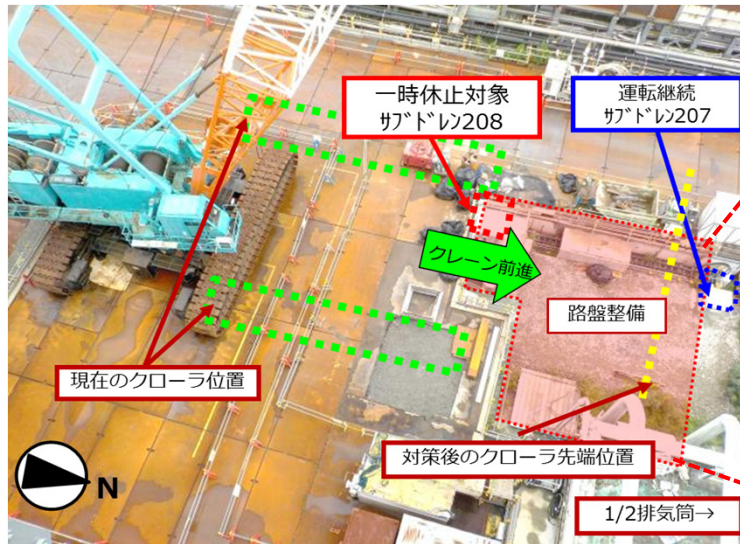 一時休止対象
ｻﾌﾞﾄﾞﾚﾝ208
運転継続
ｻﾌﾞﾄﾞﾚﾝ207
クレーン前進
路盤整備
現在のクローラ位置
対策後のクローラ先端位置
N
1/2排気筒→